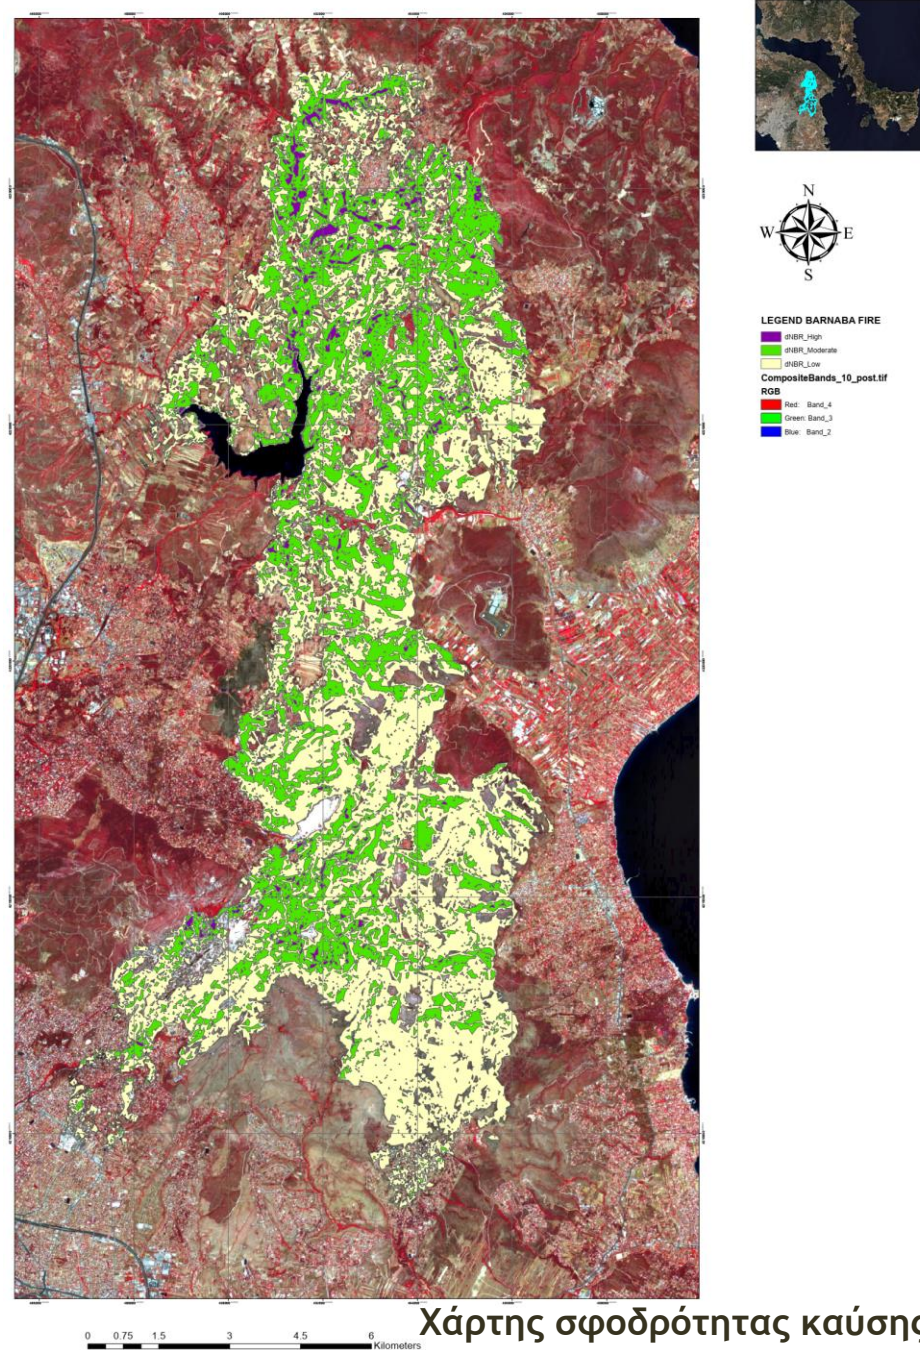 N
W E
S
LEGEND BARNABA FIRE
dNBR_High
dNBR_Moderate
dNBR_Low
CompositeBands_10_post.tif
RGB
Red: Band_4
Green: Band_3
Blue: Band_2
0 0.75 1.5 3 4.5 6
Kilometers
Χάρτης σφοδρότητας καύσης